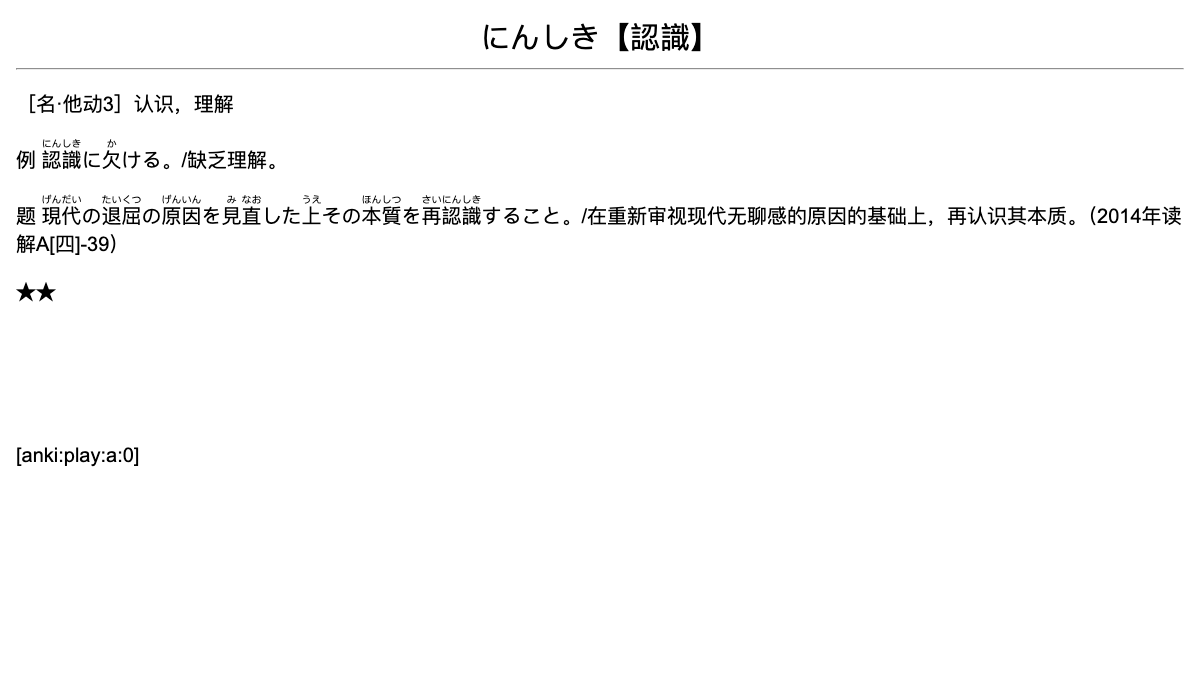 にんしき【認識】
［名·他动3］认识，理解
にんしき か
例 認識に欠ける。/缺乏理解。
げんだい たいくつ げんいん み なお うえ ほんしつ さいにんしき
题 現代の退屈の原因を見直した上その本質を再認識すること。/在重新审视现代无聊感的原因的基础上，再认识其本质。（2014年读
解A[四]-39）
★★
[anki:play:a:0]